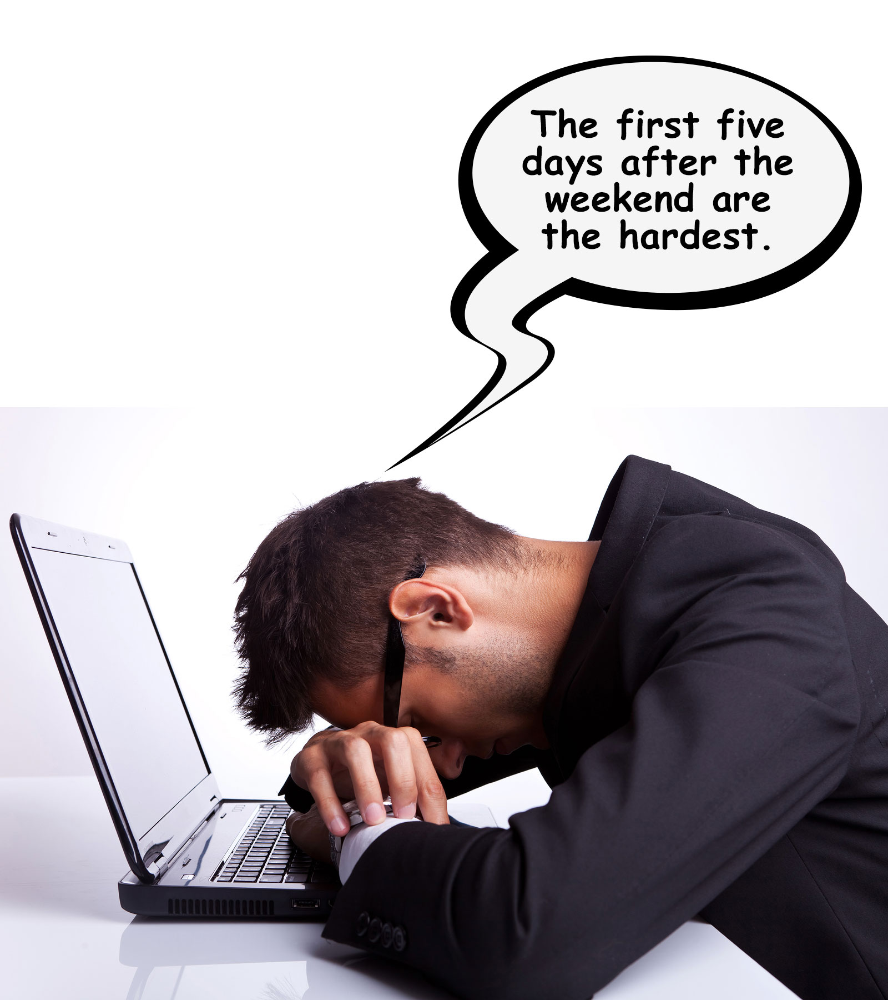 The first five
days after the
weekend are
the hardest.